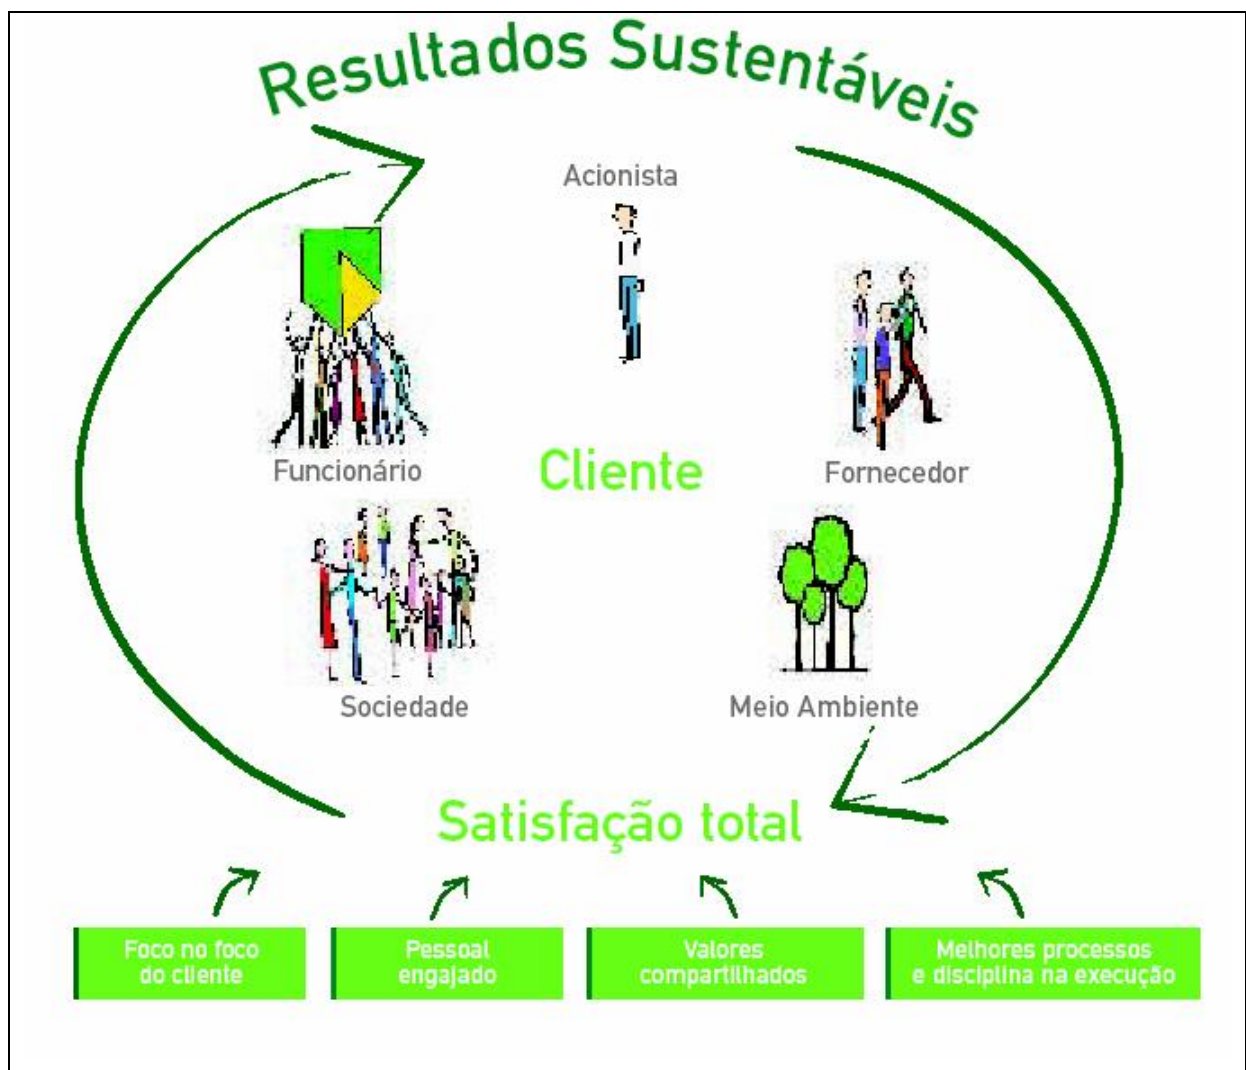 Resultados Sustentáveis
Acionista
Funcionário
Cliente
Fornecedor
Sociedade
Meio Ambiente
Satisfação total
Foco no foco
do cliente
Pessoal
engajado
Valores
compartilhados
Melhores processos
e disciplina na execução